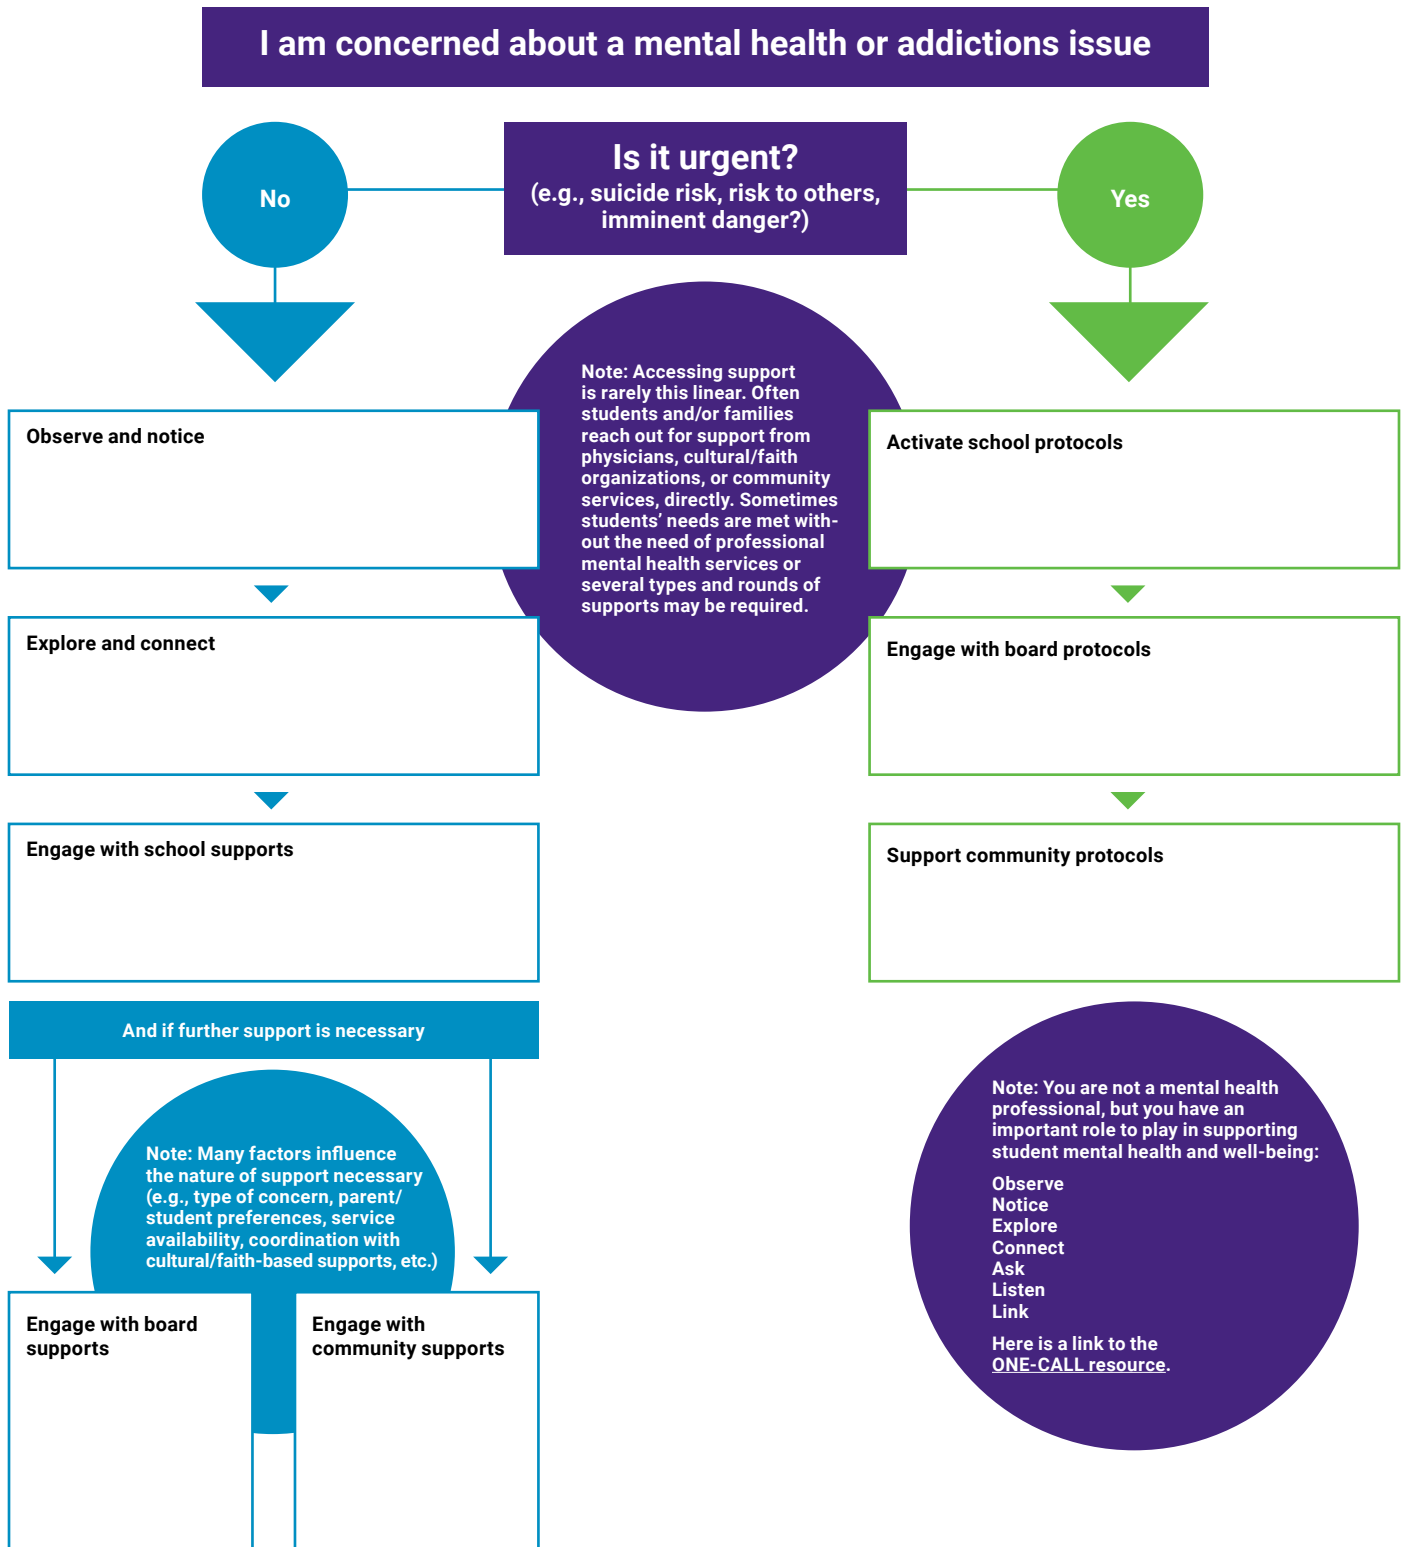 I am concerned about a mental health or addictions issue
No
Is it urgent?
(e.g., suicide risk, risk to others,
imminent danger?)
Yes
Note: Accessing support
is rarely this linear. Often
students and/or families
reach out for support from
physicians, cultural/faith
organizations, or community
services, directly. Sometimes
students’ needs are met with-
out the need of professional
mental health services or
several types and rounds of
supports may be required.
Observe and notice
Explore and connect
Engage with school supports
And if further support is necessary
Note: Many factors influence
the nature of support necessary
(e.g., type of concern, parent/
student preferences, service
availability, coordination with
cultural/faith-based supports, etc.)
Engage with board
supports
Engage with
community supports
Activate school protocols
Engage with board protocols
Support community protocols
Note: You are not a mental health
professional, but you have an
important role to play in supporting
student mental health and well-being:
Observe
Notice
Explore
Connect
Ask
Listen
Link
Here is a link to the
ONE-CALL resource.